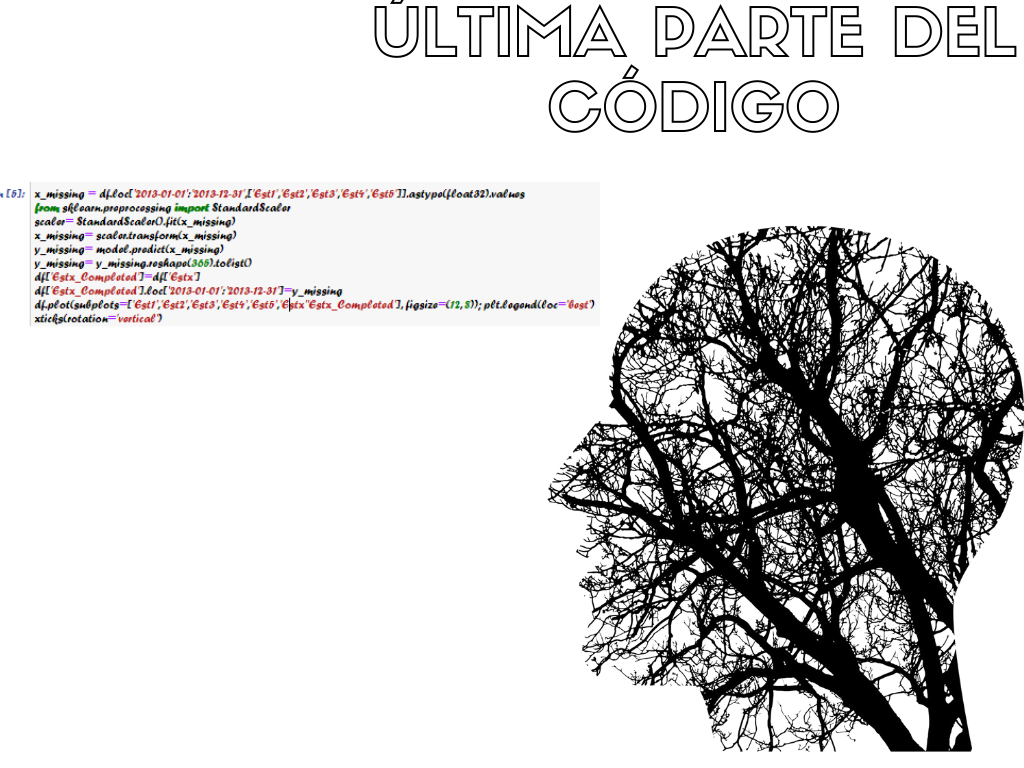 ÚLTIMA PARTE DEL
CÓDIGO
n [5]:
x_missing = df.loc['2013-01-01':'2013-12-31',['Est1','Est2','Est3','Est4','Est5']].astype(float32).values
from sklearn.preprocessing import StandardScaler
scaler= StandardScaler().fit(x_missing)
x_missing= scaler.transform(x_missing)
y_missing= model.predict(x_missing)
y_missing= y_missing.reshape(365).tolist()
df['Estx_Completed']=df['Estx']
df['Estx_Completed'].loc['2013-01-01':'2013-12-31']=y_missing
df.plot(subplots=['Est1','Est2','Est3','Est4','Est5','Estx''Estx_Completed'], figsize=(12,8)); plt.legend(loc='best')
xticks(rotation='vertical')